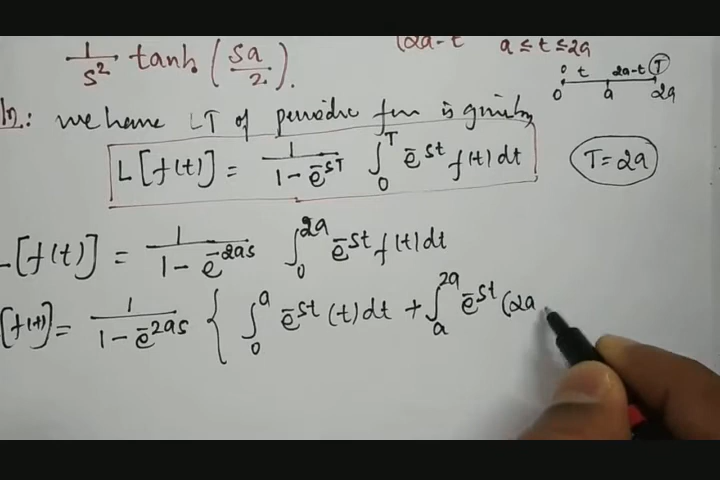 1/s² tanh (sa/2). (2a-t a ≤ t ≤ 2a
0 t 2a-t T
0 a 2a
ln.: we have LT of periodic fun is given by
L[f(t)] = 1/(1 - e^-sT) ∫₀^T e^-st f(t) dt T = 2a
L[f(t)] = 1/(1 - e^-2as) ∫₀^2a e^-st f(t) dt
[f(t)] = 1/(1 - e^-2as) { ∫₀^a e^-st (t) dt + ∫ₐ^2a e^-st (2a